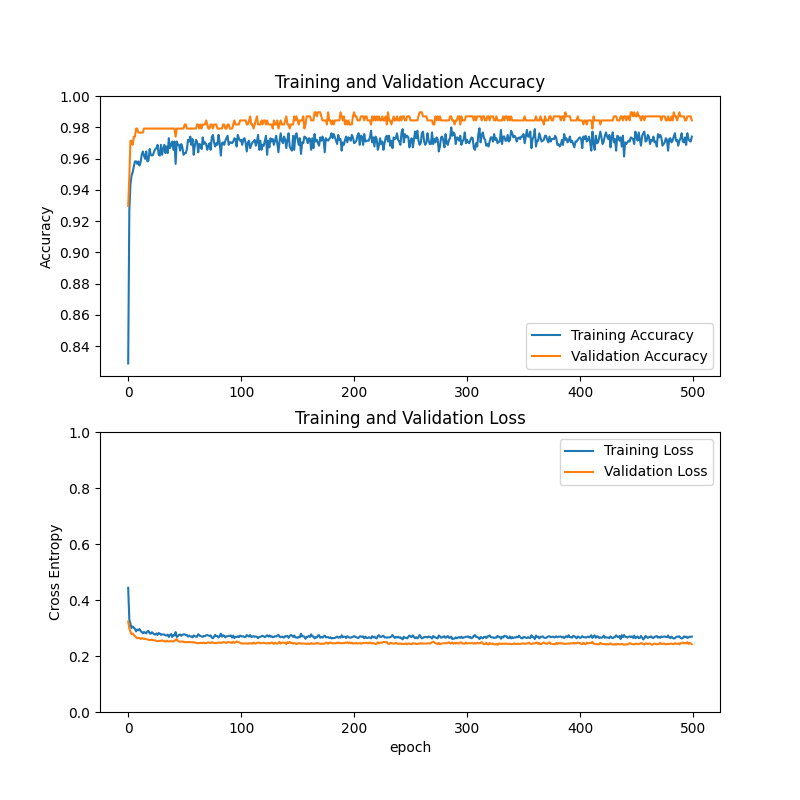 Training and Validation Accuracy
1.00
0.98
0.96
0.94
0.92
0.90
0.88
0.86
0.84
Accuracy
Training Accuracy
Validation Accuracy
0 100 200 300 400 500
Training and Validation Loss
1.0
0.8
0.6
0.4
0.2
0.0
Cross Entropy
Training Loss
Validation Loss
0 100 200 300 400 500
epoch